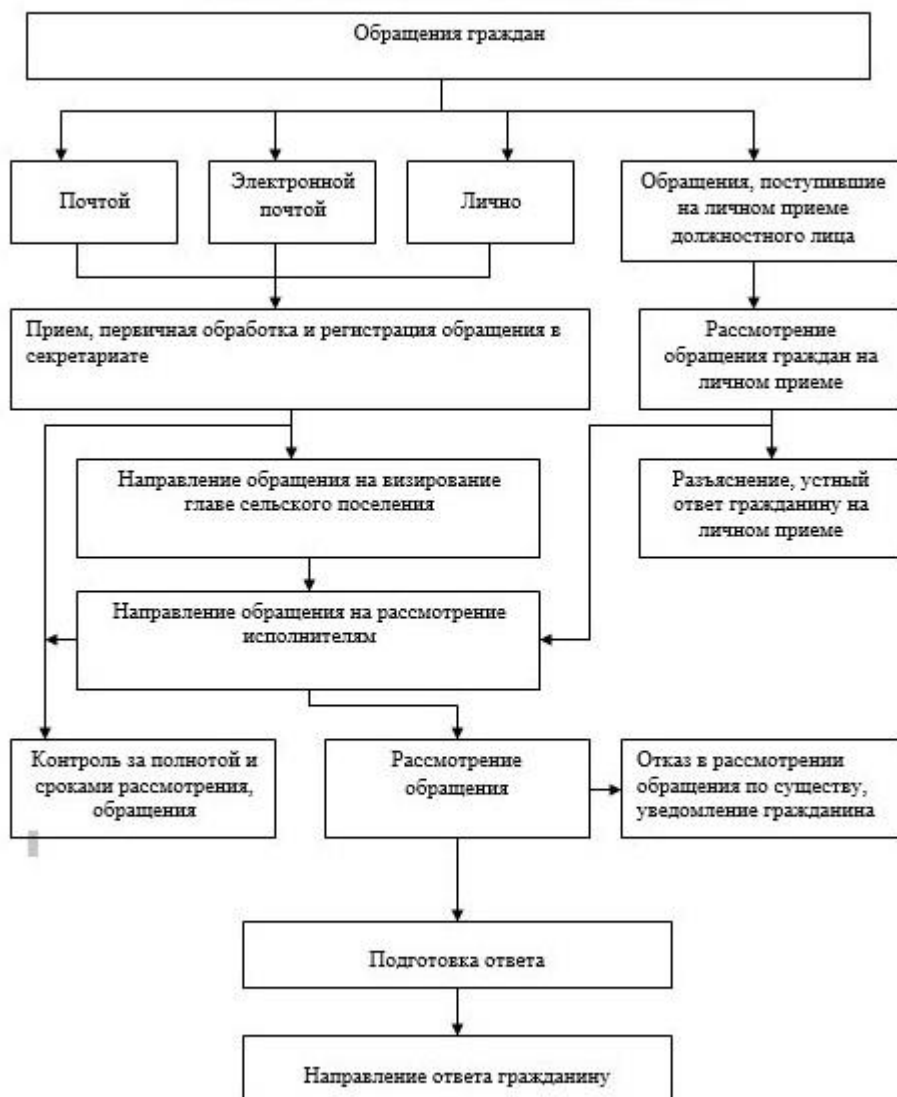 Обращения граждан
Почтой
Электронной
почтой
Лично
Обращения, поступившие
на личном приеме
должностного лица
Прием, первичная обработка и регистрация обращения в
секретариате
Рассмотрение
обращения граждан на
личном приеме
Направление обращения на визирование
главе сельского поселения
Разъяснение, устный
ответ гражданину на
личном приеме
Направление обращения на рассмотрение
исполнителям
Контроль за полнотой и
сроками рассмотрения,
обращения
Рассмотрение
обращения
Отказ в рассмотрении
обращения по существу,
уведомление гражданина
Подготовка ответа
Направление ответа гражданину